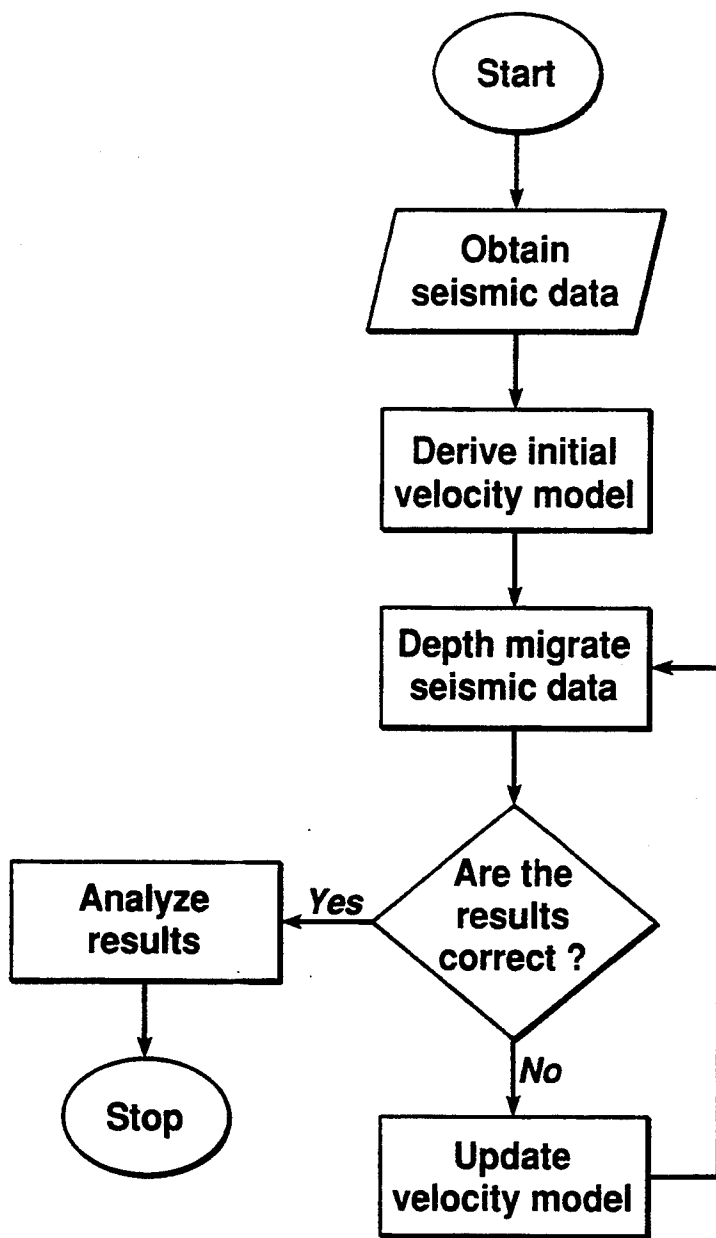 Start
Obtain
seismic data
Derive initial
velocity model
Depth migrate
seismic data
Are the
results
correct ?
Yes
Analyze
results
Stop
No
Update
velocity model